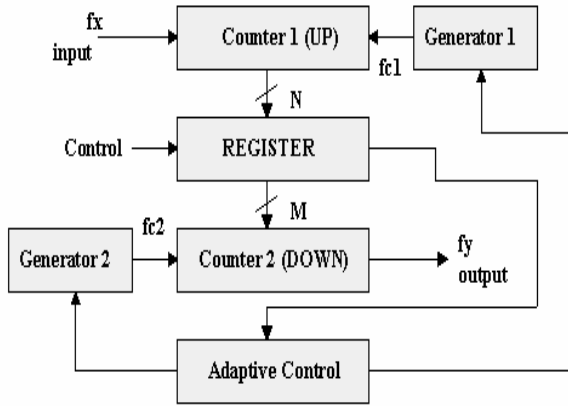 fx
input
Counter 1 (UP)
Generator 1
fc1
N
Control
REGISTER
M
fc2
Generator 2
Counter 2 (DOWN)
fy
output
Adaptive Control